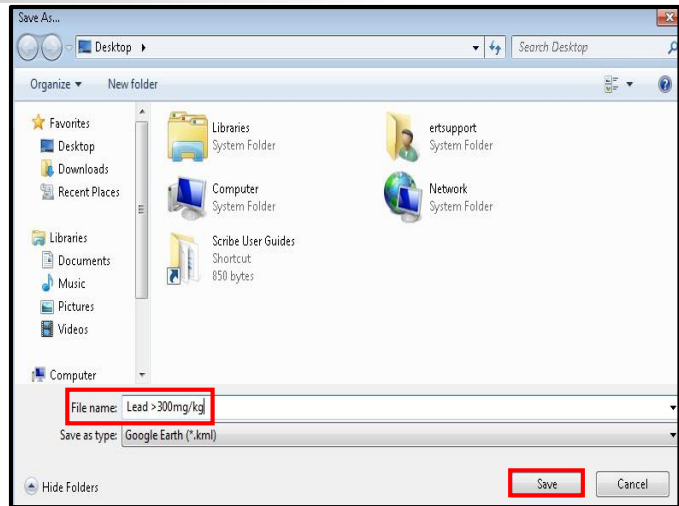 Save As...
Desktop
Search Desktop
Organize
New folder
Favorites
Desktop
Downloads
Recent Places
Libraries
Documents
Music
Pictures
Videos
Computer
Libraries
System Folder
ertsupport
System Folder
Computer
System Folder
Network
System Folder
Scribe User Guides
Shortcut
850 bytes
File name: Lead >300mg/kg
Save as type: Google Earth (*.kml)
Hide Folders
Save
Cancel